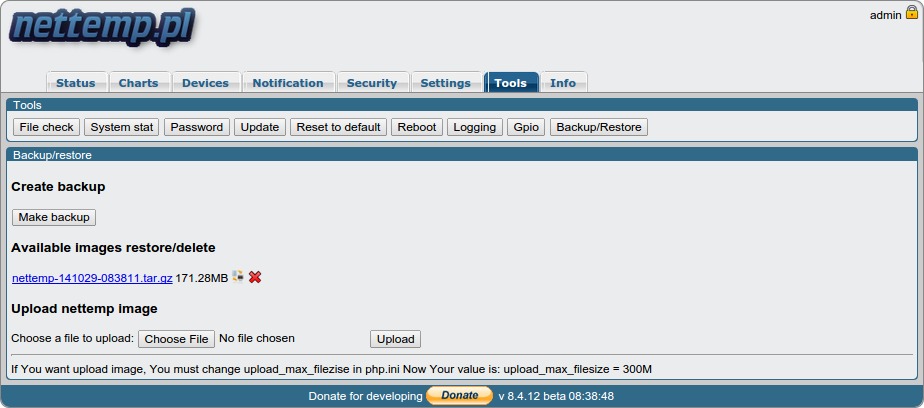 nettemp.pl
admin
Status Charts Devices Notification Security Settings Tools Info
Tools
File check System stat Password Update Reset to default Reboot Logging Gpio Backup/Restore
Backup/restore
Create backup
Make backup
Available images restore/delete
nettemp-141029-083811.tar.gz 171.28MB
Upload nettemp image
Choose a file to upload: Choose File No file chosen Upload
If You want upload image, You must change upload_max_filezise in php.ini Now Your value is: upload_max_filesize = 300M
Donate for developing Donate v 8.4.12 beta 08:38:48